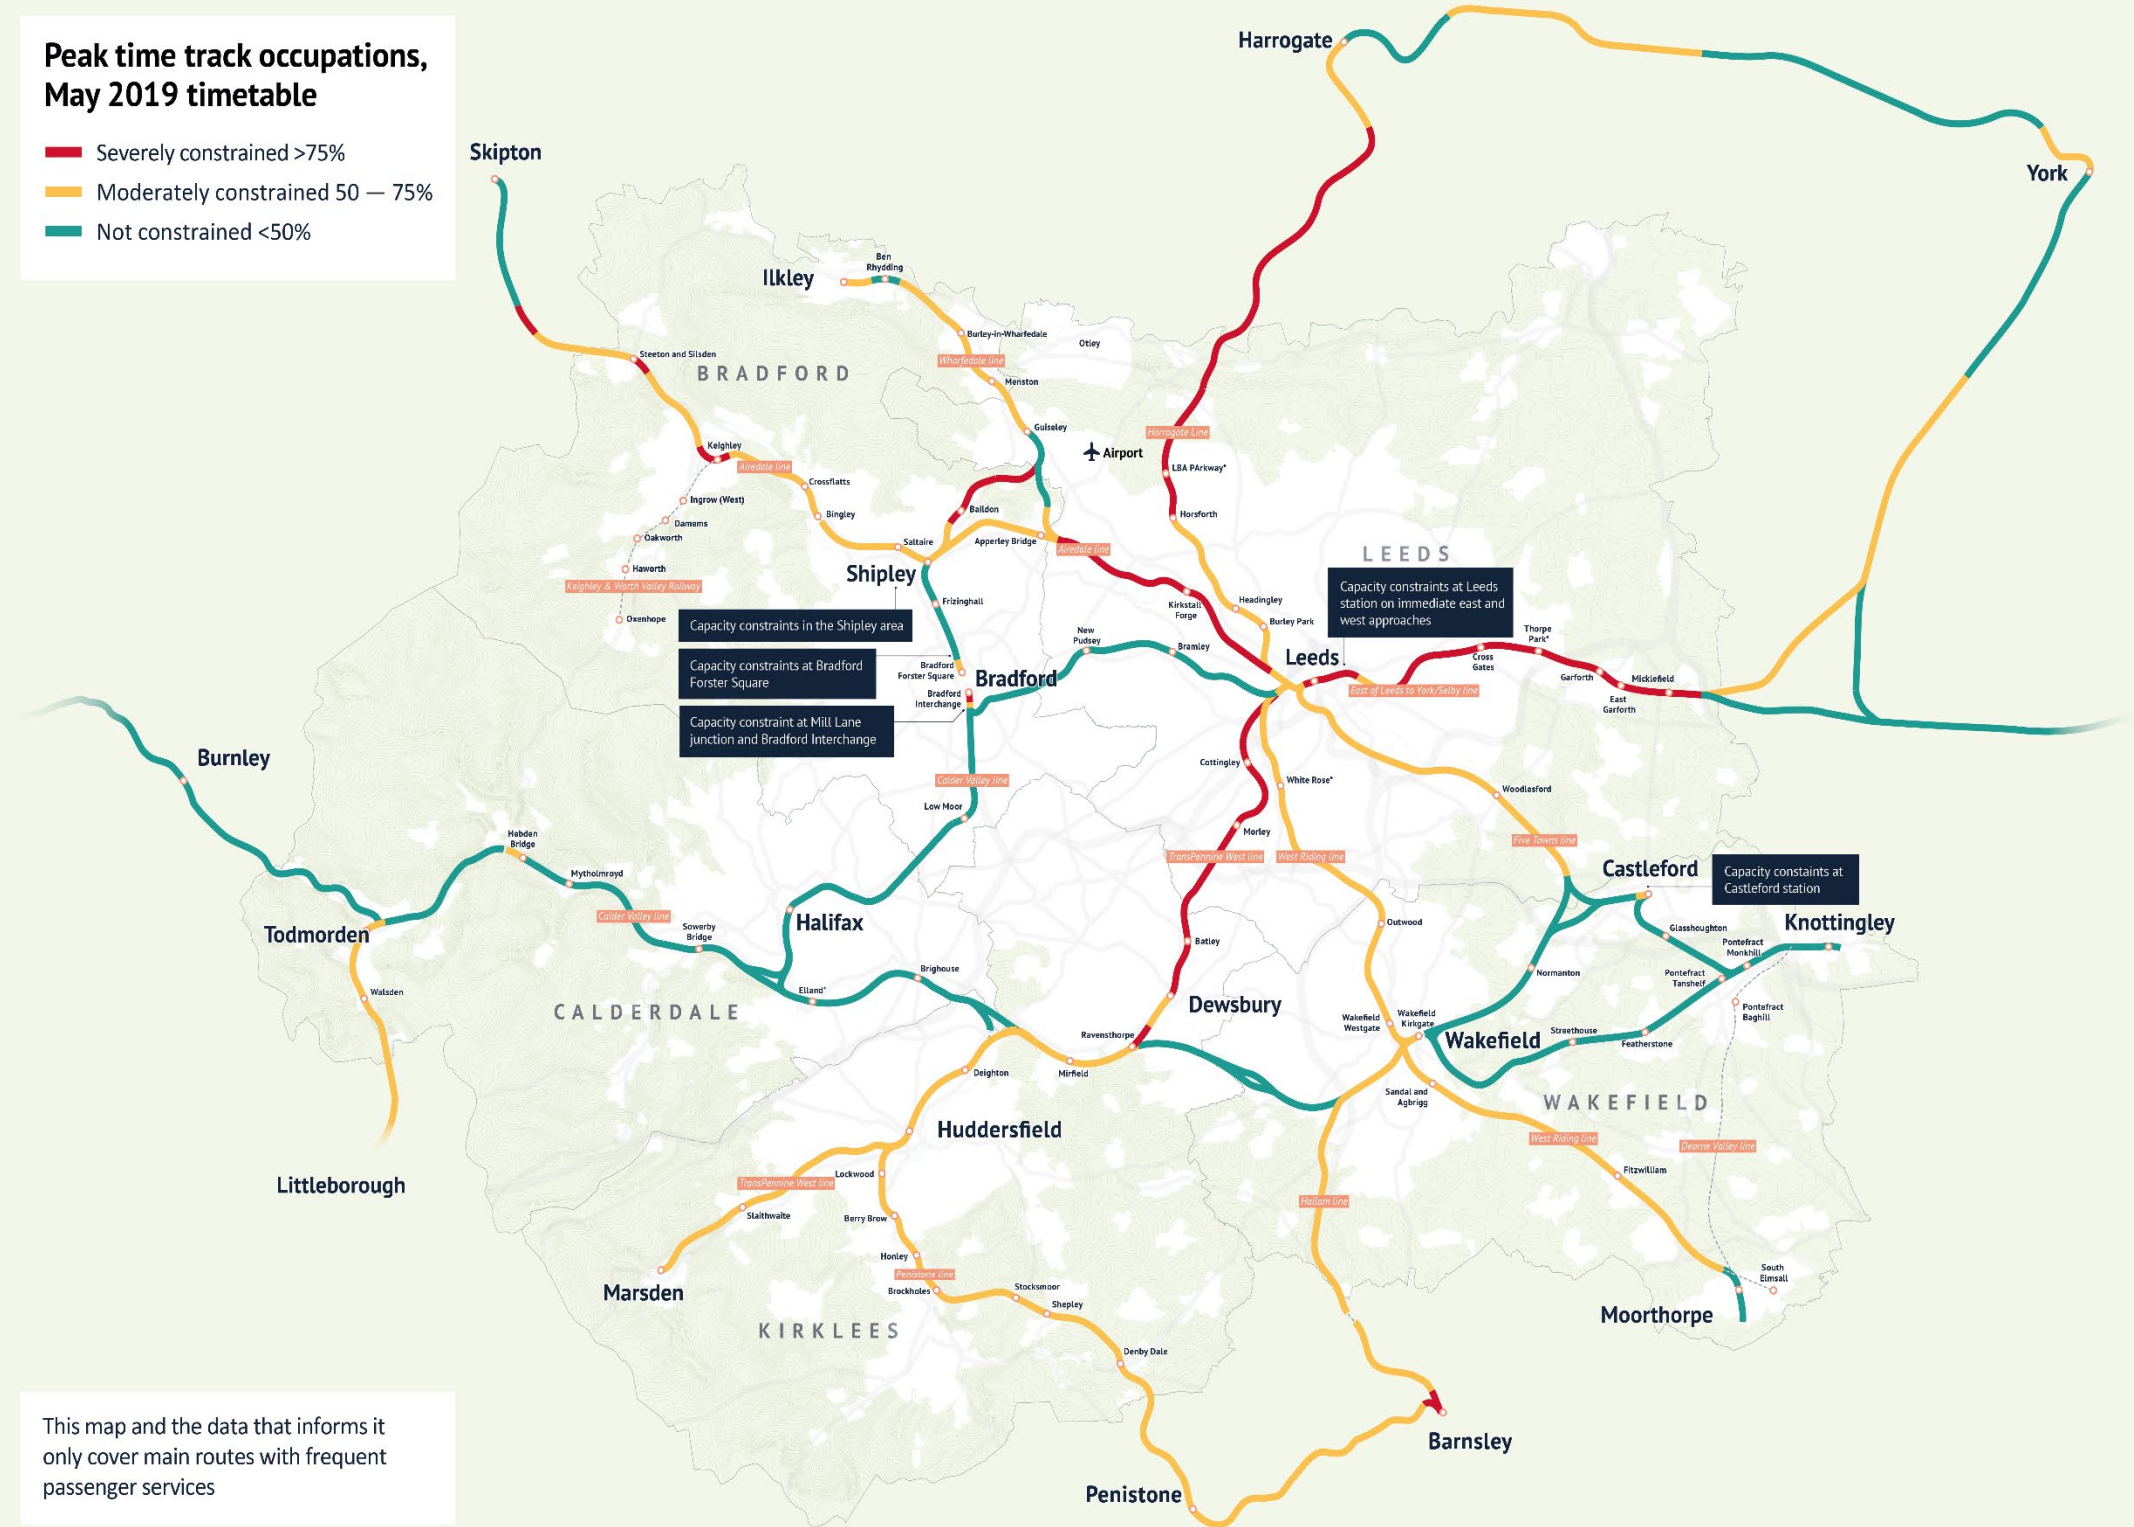 Peak time track occupations,
May 2019 timetable
Severely constrained >75%
Moderately constrained 50 — 75%
Not constrained <50%
Harrogate
York
Skipton
Ilkley
Ben
Rhydding
Burley-in-Wharfedale
Otley
Wharfedale line
Menston
Steeton and Silsden
BRADFORD
Guiseley
Airport
Harrogate Line
LBA PArkway*
Horsforth
Keighley
Airedale line
Crossflatts
Bingley
Ingrow (West)
Damems
Oakworth
Haworth
Keighley & Worth Valley Railway
Oxenhope
Baildon
Saltaire
Apperley Bridge
Airedale line
Shipley
LEEDS
Capacity constraints at Leeds
station on immediate east and
west approaches
Frizinghall
Kirkstall
Forge
Headingley
Burley Park
Capacity constraints in the Shipley area
New
Pudsey
Bramley
Leeds
Thorpe
Park*
Cross
Gates
Garforth
East
Garforth
Micklefield
East of Leeds to York/Selby line
Capacity constraints at Bradford
Forster Square
Bradford
Forster Square
Bradford
Bradford
Interchange
Capacity constraint at Mill Lane
junction and Bradford Interchange
Burnley
Calder Valley line
Low Moor
Cottingley
White Rose*
Woodlesford
Morley
TransPennine West line
West Riding line
Five Towns line
Hebden
Bridge
Mytholmroyd
Calder Valley line
Castleford
Capacity constaints at
Castleford station
Todmorden
Halifax
Sowerby
Bridge
Outwood
Knottingley
Glasshoughton
Pontefract
Monkhill
Batley
Walsden
Elland*
Brighouse
Normanton
Pontefract
Tanshelf
Pontefract
Baghill
CALDERDALE
Dewsbury
Wakefield
Westgate
Wakefield
Kirkgate
Wakefield
Streethouse
Featherstone
Ravensthorpe
Mirfield
Deighton
Sandal and
Agbrigg
WAKEFIELD
Huddersfield
West Riding line
Dearne Valley line
Littleborough
TransPennine West line
Lockwood
Fitzwilliam
Slaithwaite
Berry Brow
Hallam line
Honley
Penistone line
Brockholes
Stocksmoor
Shepley
South
Elmsall
Marsden
Moorthorpe
KIRKLEES
Denby Dale
Barnsley
Penistone
This map and the data that informs it
only cover main routes with frequent
passenger services